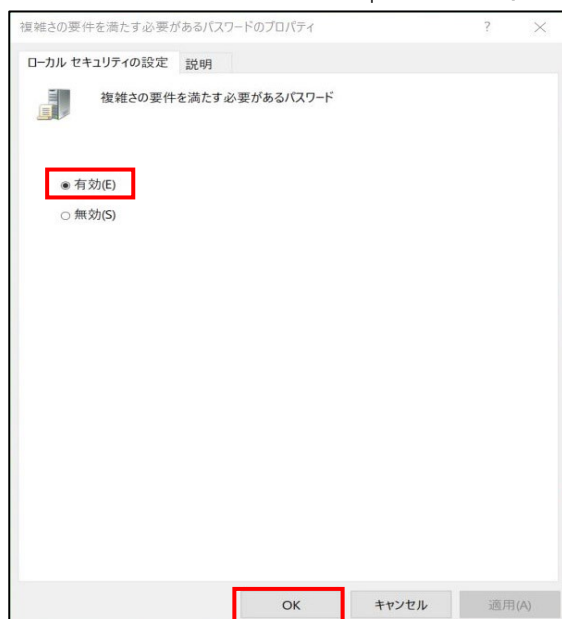 複雑さの要件を満たす必要があるパスワードのプロパティ ? ×
ローカル セキュリティの設定 説明
複雑さの要件を満たす必要があるパスワード
有効(E)
無効(S)
OK キャンセル 適用(A)